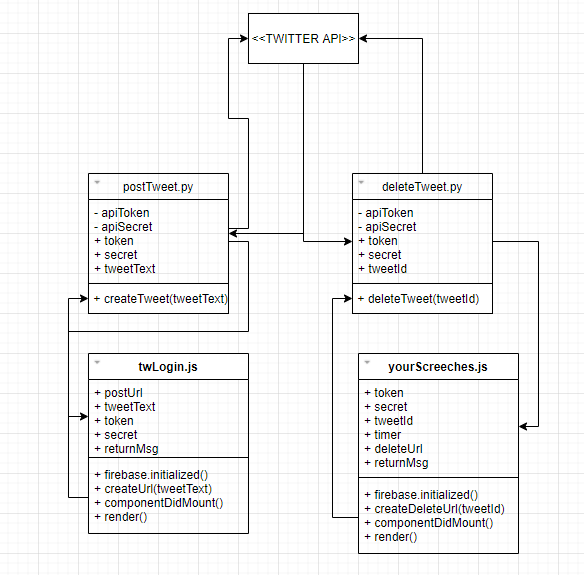 <<TWITTER API>>
postTweet.py
- apiToken
- apiSecret
+ token
+ secret
+ tweetText
+ createTweet(tweetText)
deleteTweet.py
- apiToken
- apiSecret
+ token
+ secret
+ tweetId
+ deleteTweet(tweetId)
twLogin.js
+ postUrl
+ tweetText
+ token
+ secret
+ returnMsg
+ firebase.initialized()
+ createUrl(tweetText)
+ componentDidMount()
+ render()
yourScreeches.js
+ token
+ secret
+ tweetId
+ timer
+ deleteUrl
+ returnMsg
+ firebase.initialized()
+ createDeleteUrl(tweetId)
+ componentDidMount()
+ render()